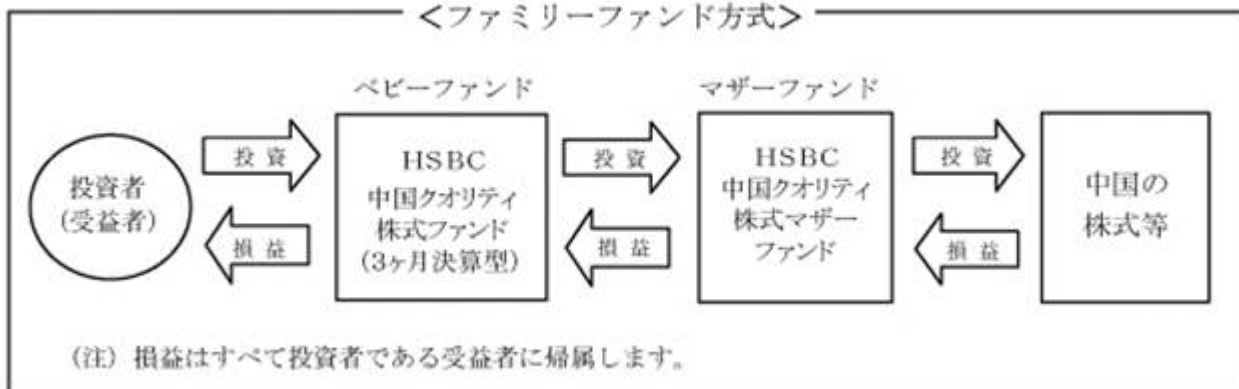 <ファミリーファンド方式>
ベビーファンド
マザーファンド
投資者
(受益者)
投資
損益
HSBC
中国クオリティ
株式ファンド
(3ヶ月決算型)
投資
損益
HSBC
中国クオリティ
株式マザー
ファンド
投資
損益
中国の
株式等
(注) 損益はすべて投資者である受益者に帰属します。